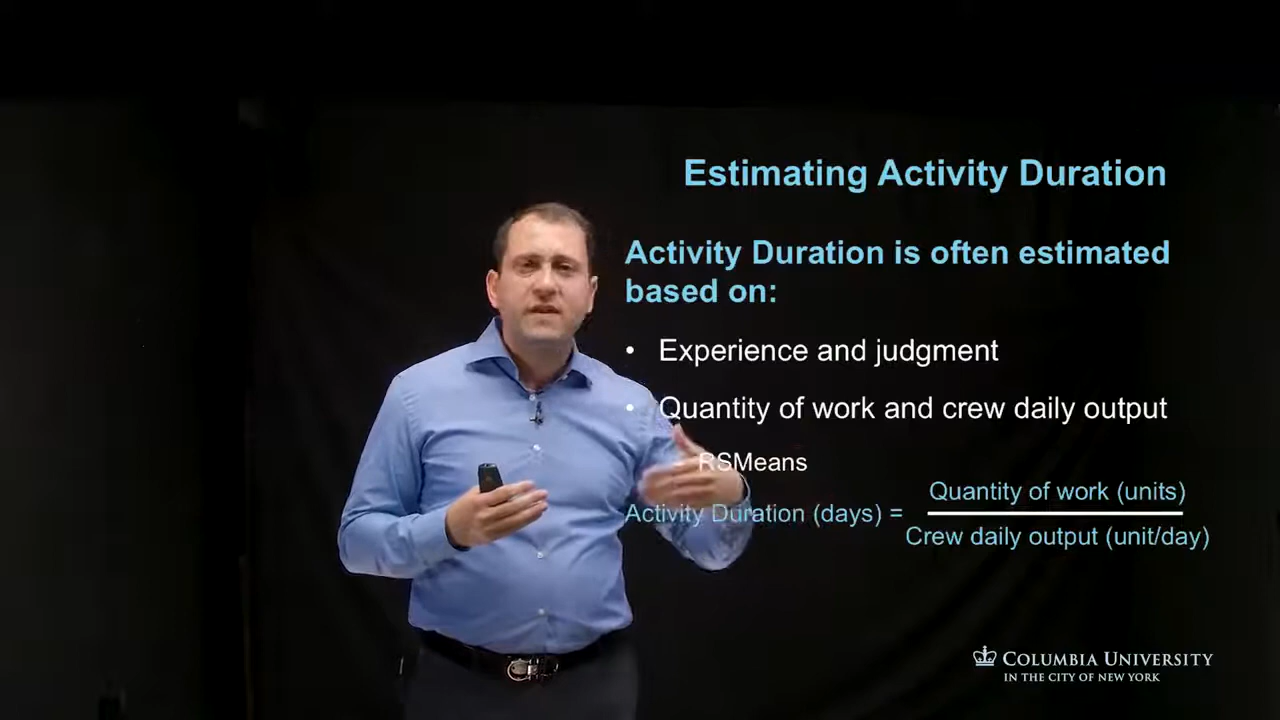 Estimating Activity Duration
Activity Duration is often estimated
based on:
• Experience and judgment
• Quantity of work and crew daily output
RSMeans
Activity Duration (days) =
Quantity of work (units)
Crew daily output (unit/day)
COLUMBIA UNIVERSITY
IN THE CITY OF NEW YORK